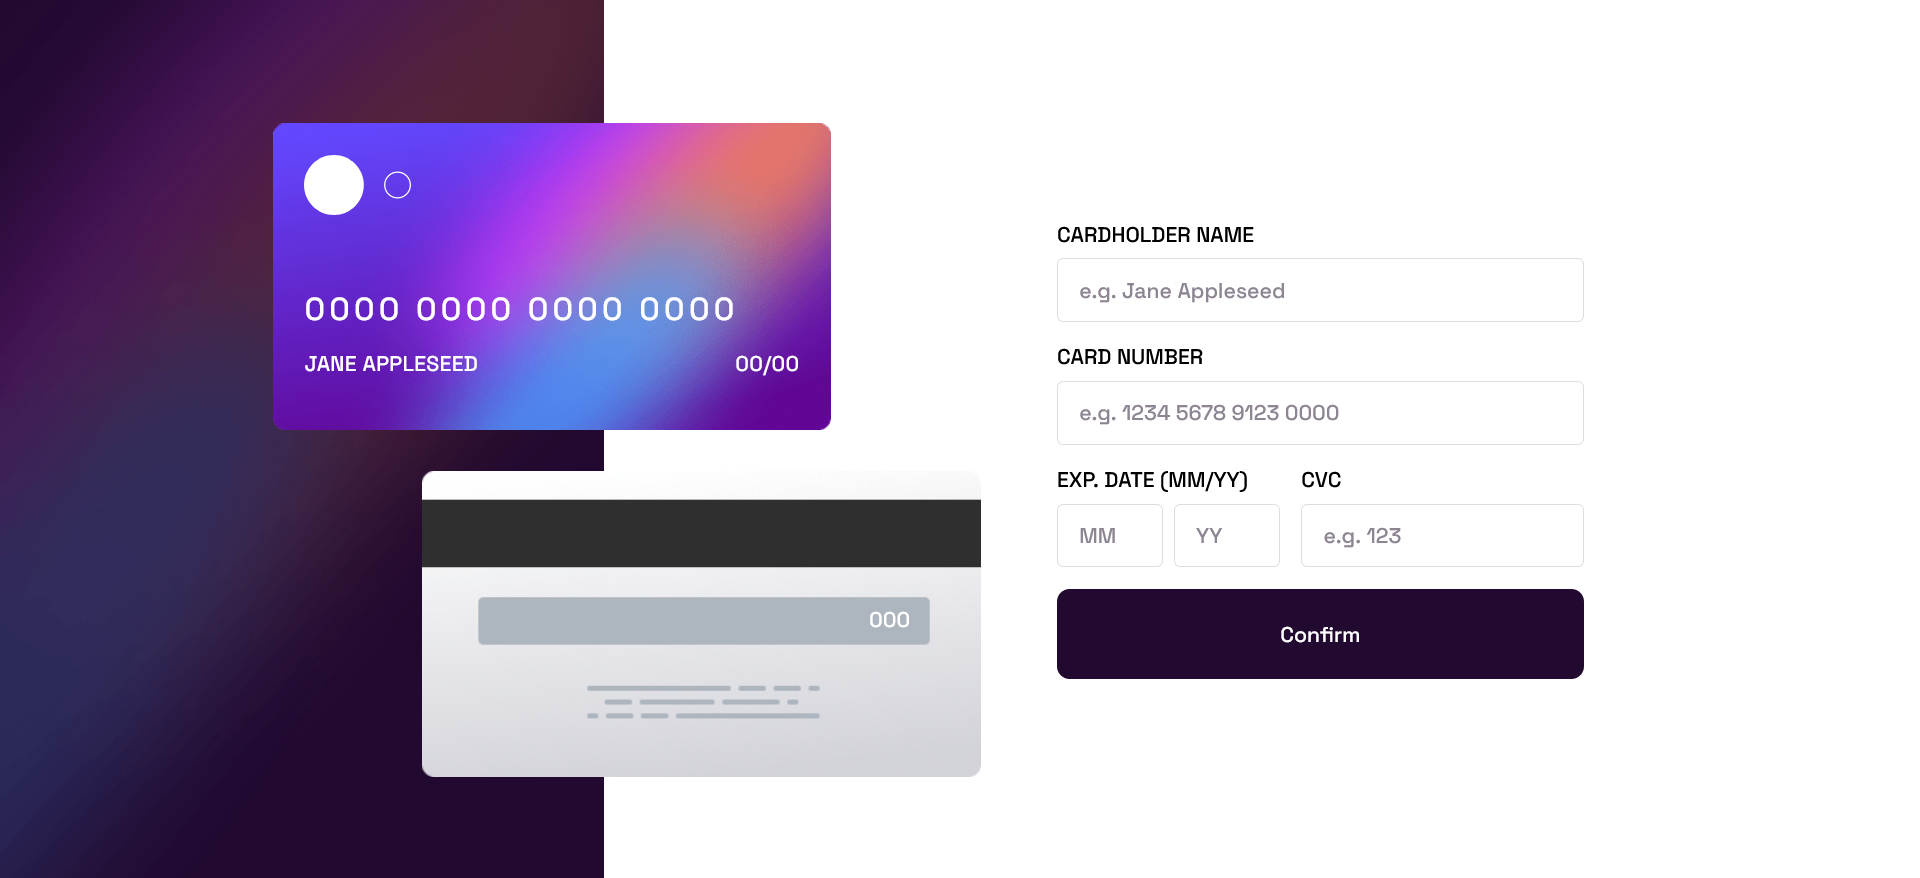 0000 0000 0000 0000
JANE APPLESEED 00/00
000
CARDHOLDER NAME
e.g. Jane Appleseed
CARD NUMBER
e.g. 1234 5678 9123 0000
EXP. DATE (MM/YY) CVC
MM YY e.g. 123
Confirm